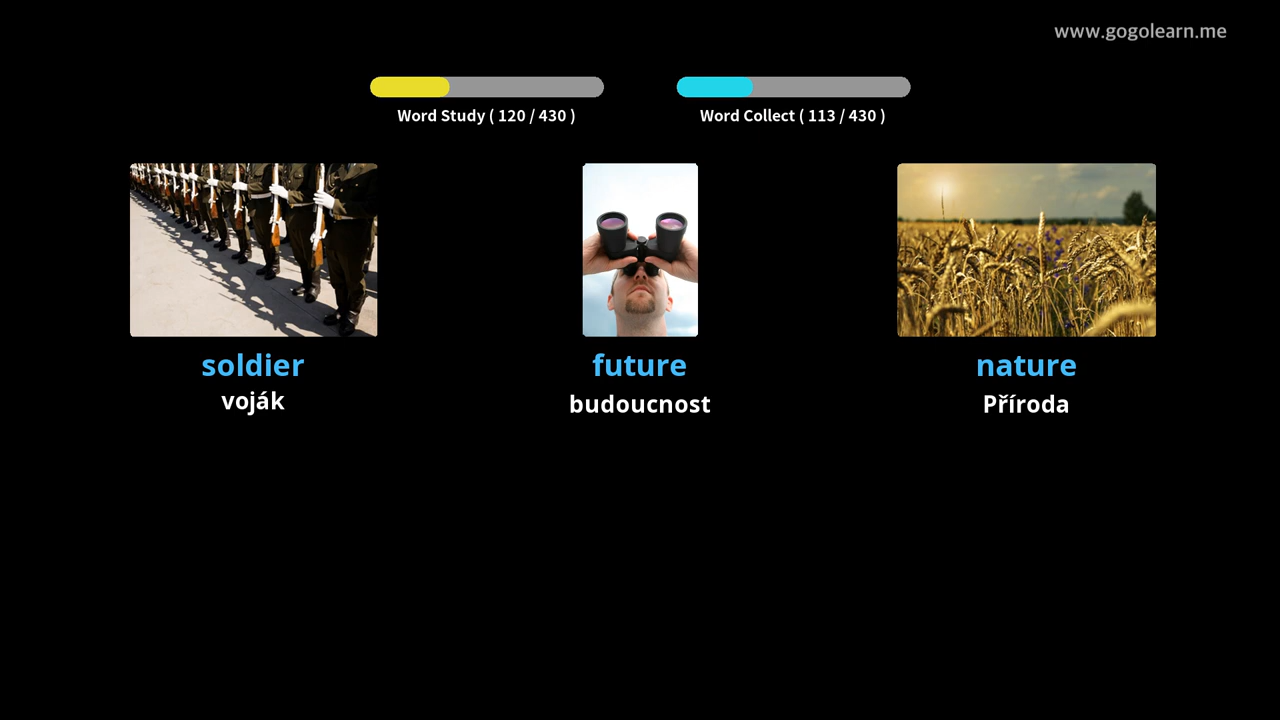 www.gogolearn.me
Word Study ( 120 / 430 )
Word Collect ( 113 / 430 )
soldier
voják
future
budoucnost
nature
Příroda